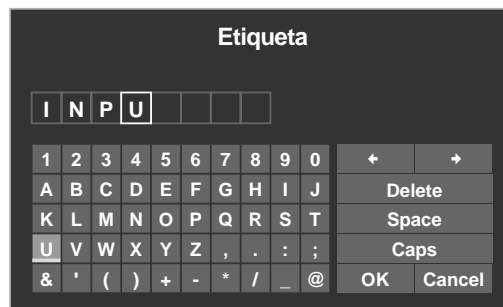 Etiqueta
I N P U
1 2 3 4 5 6 7 8 9 0 🡸 🡺
A B C D E F G H I J Delete
K L M N O P Q R S T Space
U V W X Y Z , . : ; Caps
& ' ( ) + - * / _ @ OK Cancel